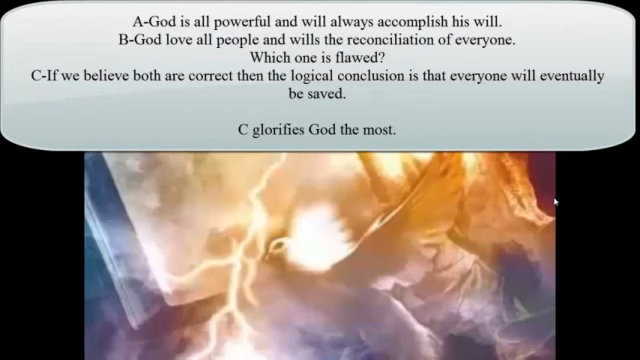 A-God is all powerful and will always accomplish his will.
B-God love all people and wills the reconciliation of everyone.
Which one is flawed?
C-If we believe both are correct then the logical conclusion is that everyone will eventually
be saved.
C glorifies God the most.